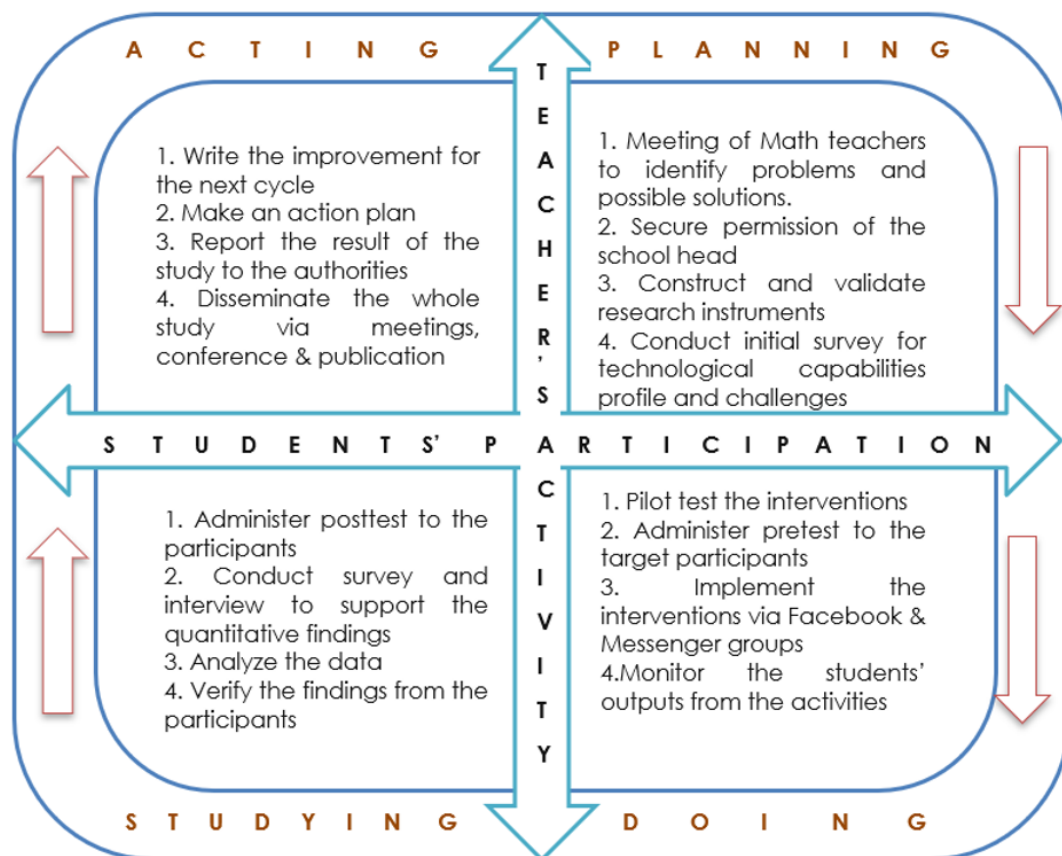 A C T I N G
P L A N N I N G
1. Write the improvement for
the next cycle
2. Make an action plan
3. Report the result of the
study to the authorities
4. Disseminate the whole
study via meetings,
conference & publication
1. Meeting of Math teachers
to identify problems and
possible solutions.
2. Secure permission of the
school head
3. Construct and validate
research instruments
4. Conduct initial survey for
technological capabilities
profile and challenges
TEACHER'S ACTIVITY
STUDENTS' PARTICIPATION
1. Administer posttest to the
participants
2. Conduct survey and
interview to support the
quantitative findings
3. Analyze the data
4. Verify the findings from the
participants
1. Pilot test the interventions
2. Administer pretest to the
target participants
3. Implement the
interventions via Facebook &
Messenger groups
4.Monitor the students'
outputs from the activities
S T U D Y I N G
D O I N G